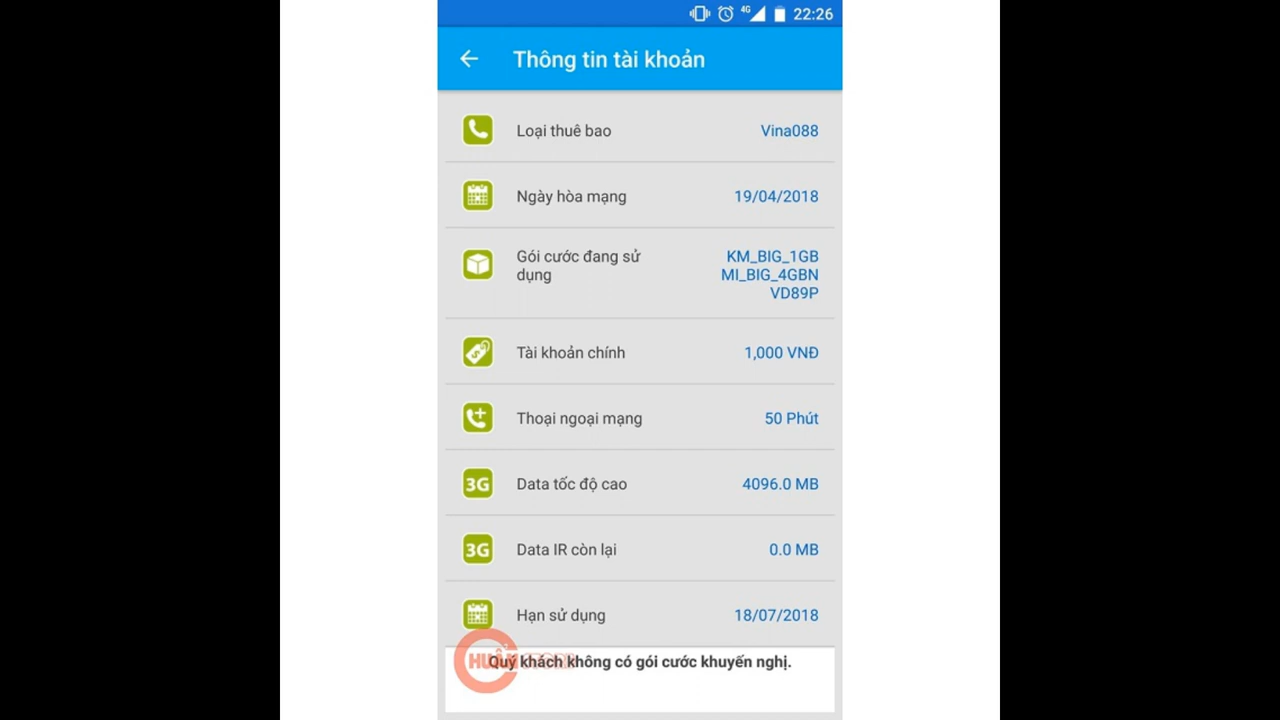 4G 22:26
Thông tin tài khoản
Loại thuê bao Vina088
Ngày hòa mạng 19/04/2018
Gói cước đang sử KM_BIG_1GB
dụng MI_BIG_4GBN
VD89P
Tài khoản chính 1,000 VNĐ
Thoại ngoại mạng 50 Phút
3G Data tốc độ cao 4096.0 MB
3G Data IR còn lại 0.0 MB
Hạn sử dụng 18/07/2018
Quý khách không có gói cước khuyến nghị.